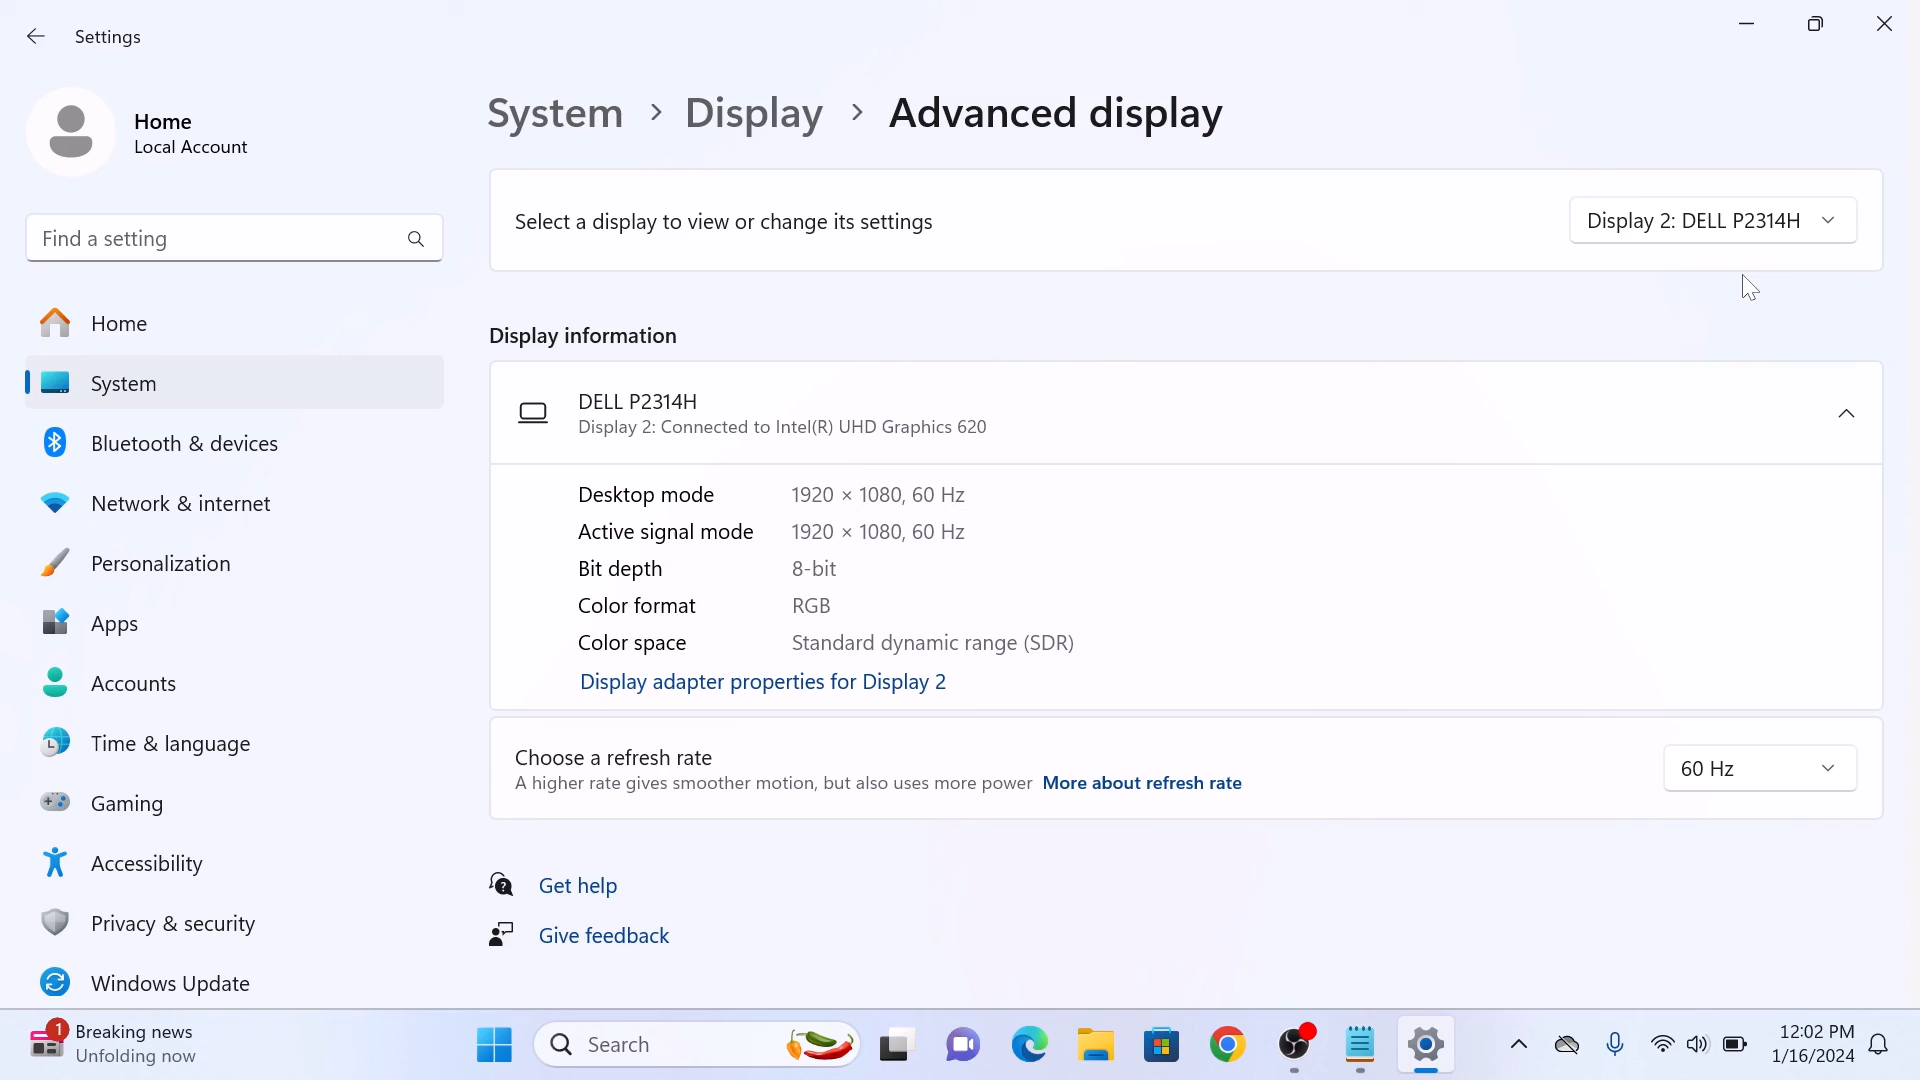 Settings
Home
Local Account
Find a setting
Home
System
Bluetooth & devices
Network & internet
Personalization
Apps
Accounts
Time & language
Gaming
Accessibility
Privacy & security
Windows Update
System > Display > Advanced display
Select a display to view or change its settings
Display 2: DELL P2314H
Display information
DELL P2314H
Display 2: Connected to Intel(R) UHD Graphics 620
Desktop mode 1920 × 1080, 60 Hz
Active signal mode 1920 × 1080, 60 Hz
Bit depth 8-bit
Color format RGB
Color space Standard dynamic range (SDR)
Display adapter properties for Display 2
Choose a refresh rate
A higher rate gives smoother motion, but also uses more power More about refresh rate
60 Hz
Get help
Give feedback
1
Breaking news
Unfolding now
Search
12:02 PM
1/16/2024